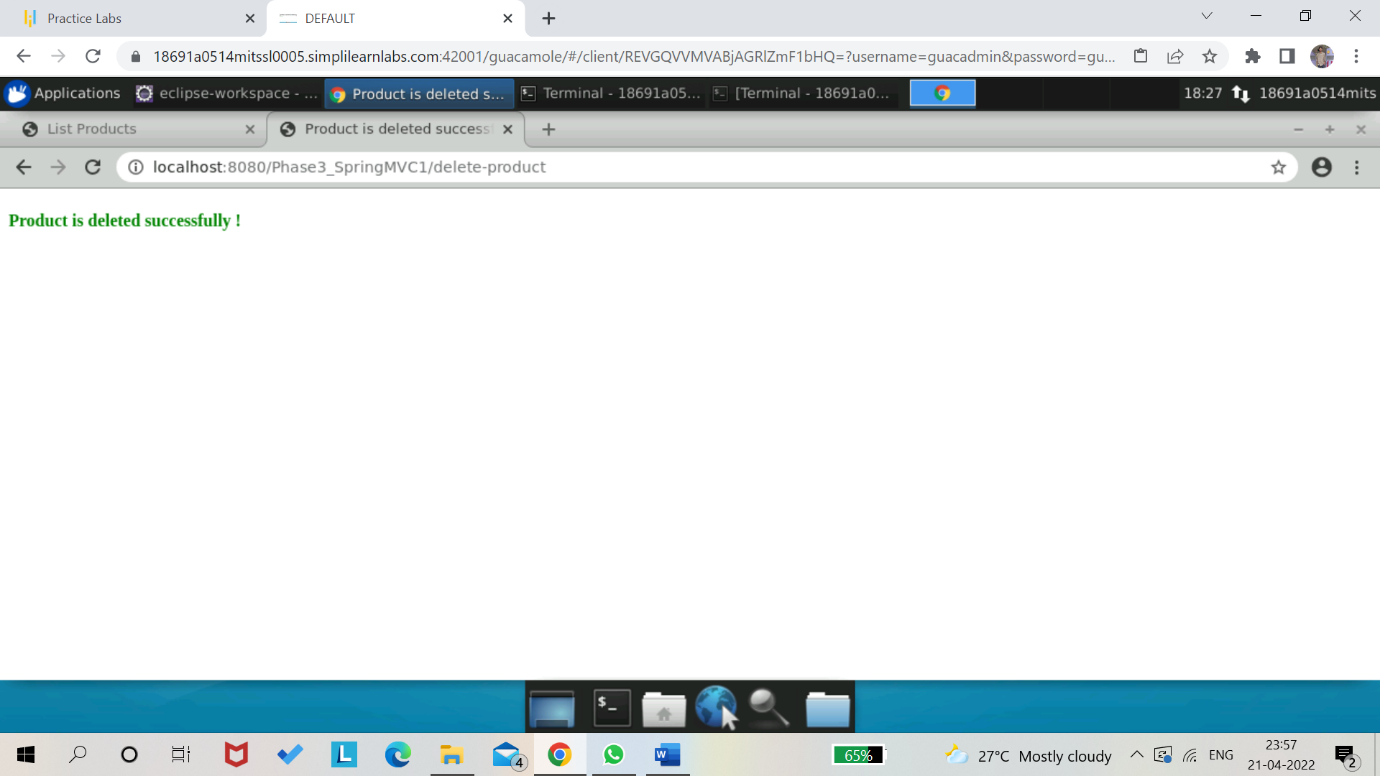 Practice Labs
DEFAULT
18691a0514mitssl0005.simplilearnlabs.com:42001/guacamole/#/client/REVGQVVMVABjAGRlZmF1bHQ=?username=guacadmin&password=gu...
Applications
eclipse-workspace - ...
Product is deleted s...
Terminal - 18691a05...
[Terminal - 18691a0...
18:27
18691a0514mits
List Products
Product is deleted success
localhost:8080/Phase3_SpringMVC1/delete-product
Product is deleted successfully !
$_
L
4
W
65%
27°C Mostly cloudy
ENG
23:57
21-04-2022
2